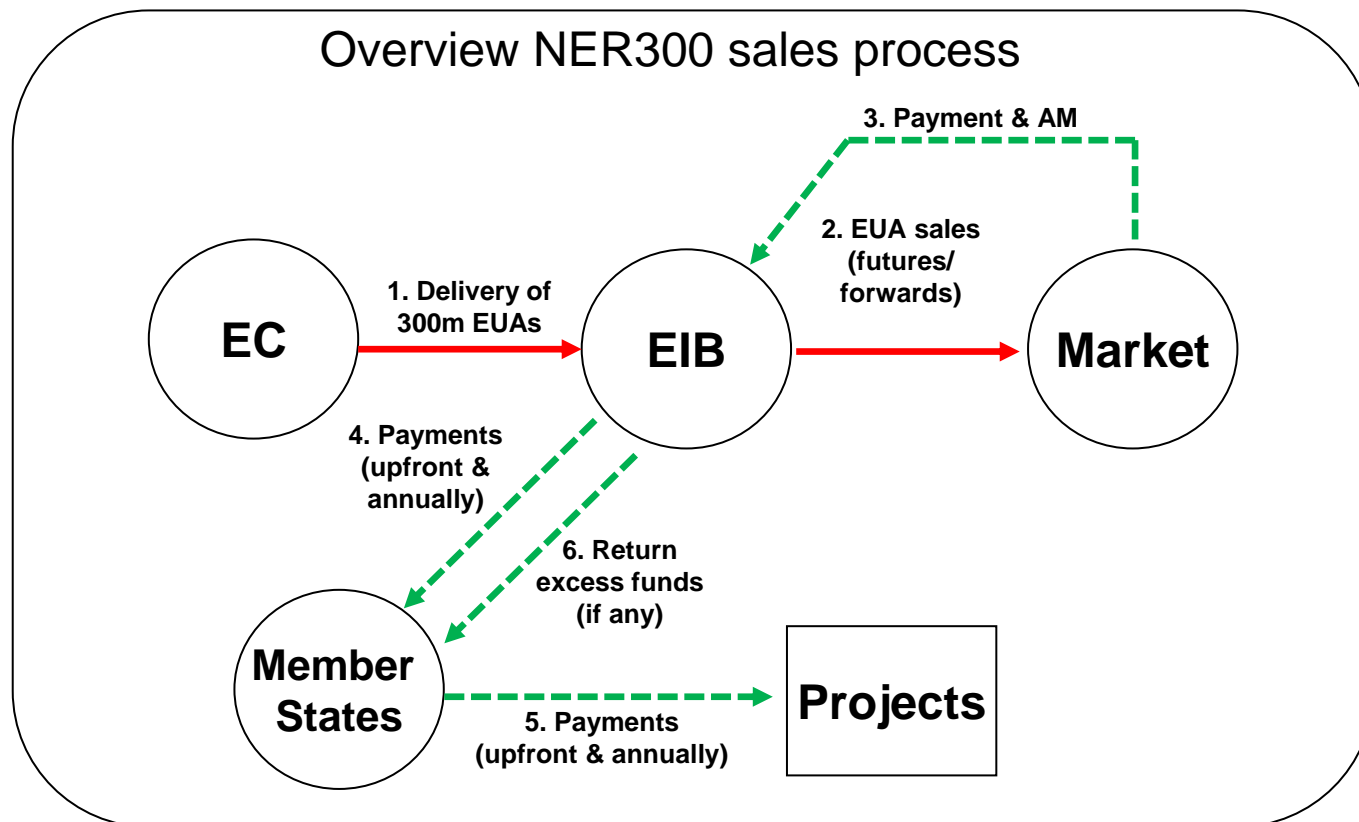 Overview NER300 sales process
3. Payment & AM
2. EUA sales
(futures/
forwards)
1. Delivery of
300m EUAs
EC
EIB
Market
4. Payments
(upfront &
annually)
6. Return
excess funds
(if any)
Member
States
5. Payments
(upfront & annually)
Projects